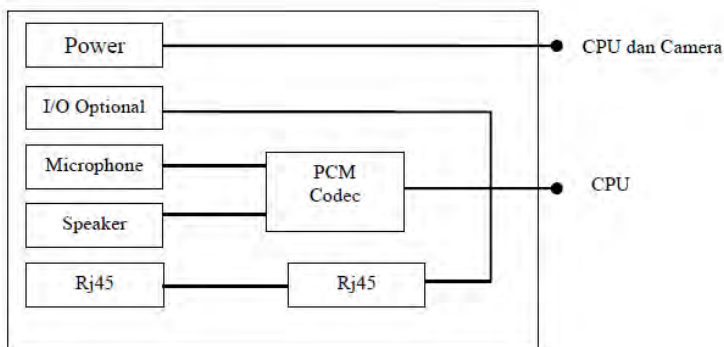 Power
CPU dan Camera
I/O Optional
Microphone
PCM
Codec
CPU
Speaker
Rj45
Rj45